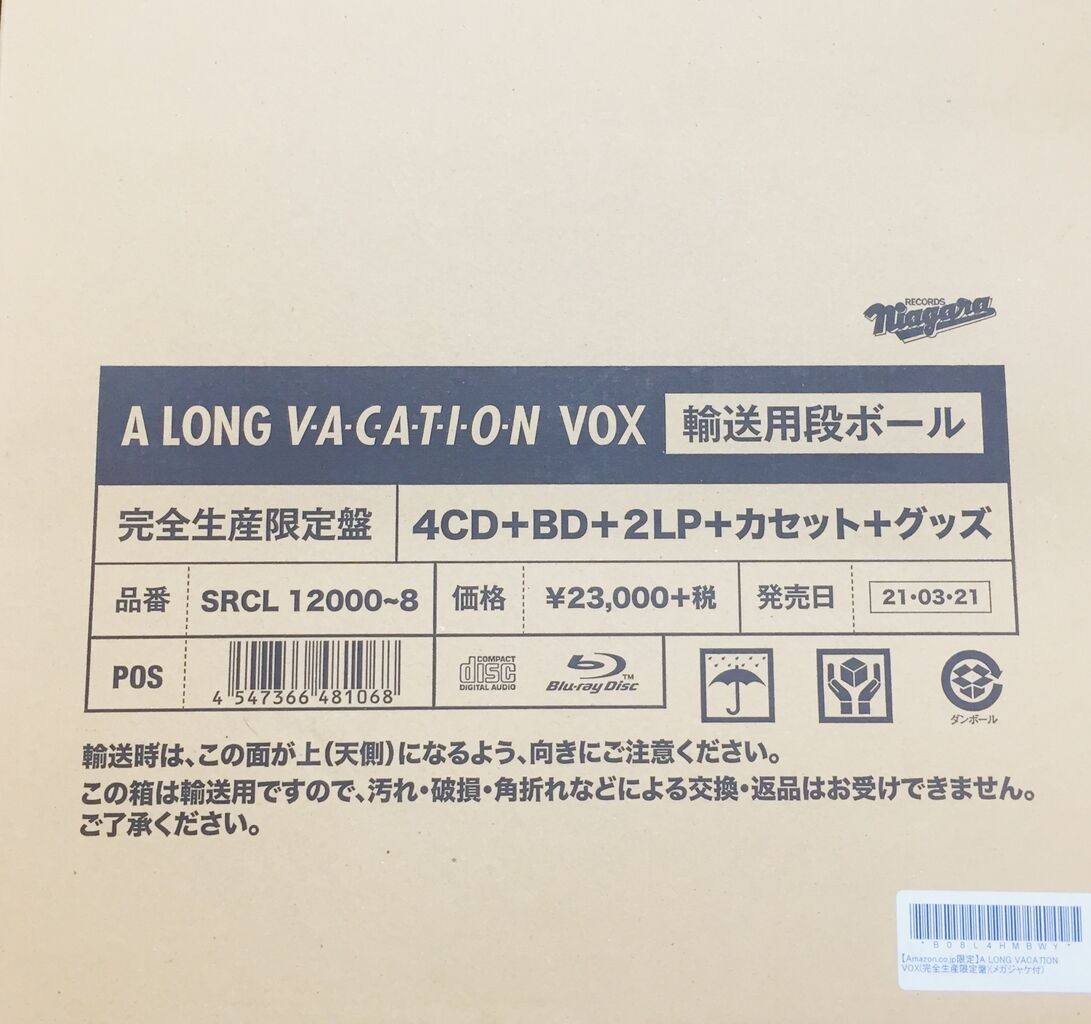 RECORDS
Niagara
A LONG V·A·C·A·T·I·O·N VOX 輸送用段ボール
完全生産限定盤 4CD+BD+2LP+カセット+グッズ
品番 SRCL 12000~8 価格 ¥23,000+税 発売日 21・03・21
POS 4 547366 481068 COMPACT disc DIGITAL AUDIO Blu-ray Disc TM
ダンボール
輸送時は、この面が上(天側)になるよう、向きにご注意ください。
この箱は輸送用ですので、汚れ・破損・角折れなどによる交換・返品はお受けできません。
ご了承ください。
* B 0 8 L 4 H M B W Y *
【Amazon.co.jp限定】A LONG VACATION
VOX(完全生産限定盤)(メガジャケ付)